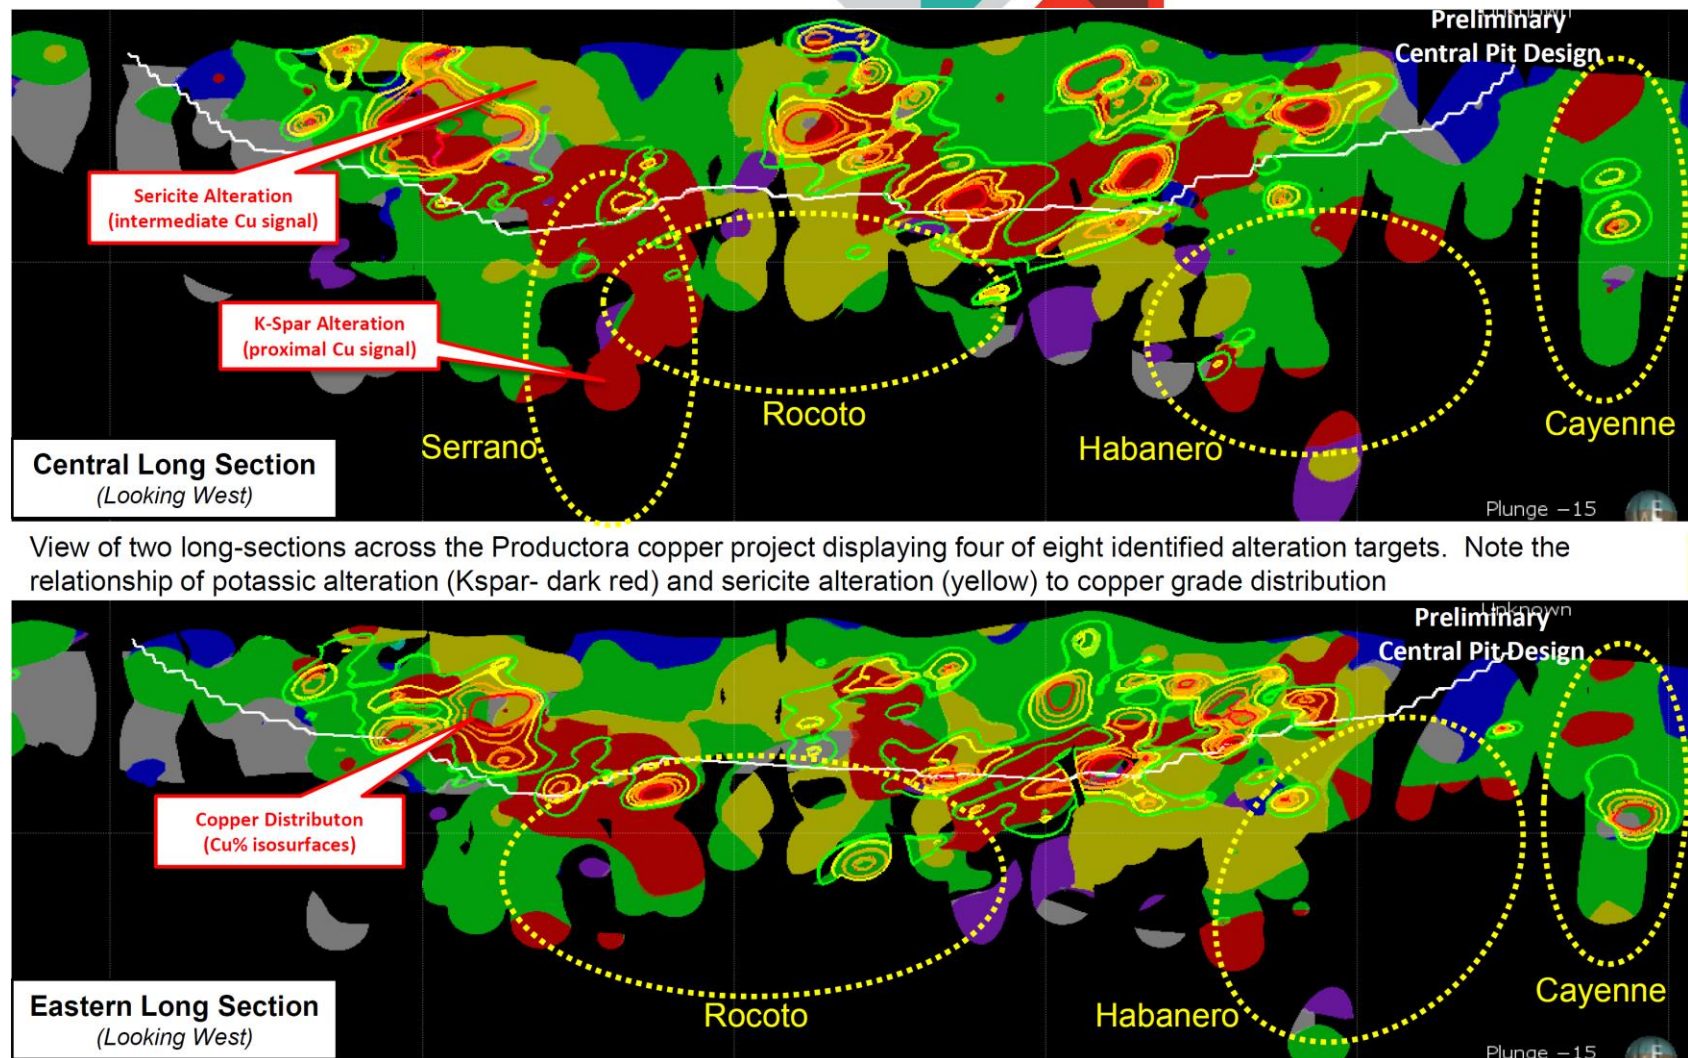 Unknown
Preliminary
Central Pit Design
Sericite Alteration
(intermediate Cu signal)
K-Spar Alteration
(proximal Cu signal)
Rocoto
Cayenne
Serrano
Habanero
Central Long Section
(Looking West)
Plunge −15
E
View of two long-sections across the Productora copper project displaying four of eight identified alteration targets. Note the
relationship of potassic alteration (Kspar- dark red) and sericite alteration (yellow) to copper grade distribution
Unknown
Preliminary
Central Pit Design
Copper Distributon
(Cu% isosurfaces)
Cayenne
Rocoto
Habanero
Eastern Long Section
(Looking West)
Plunge −15